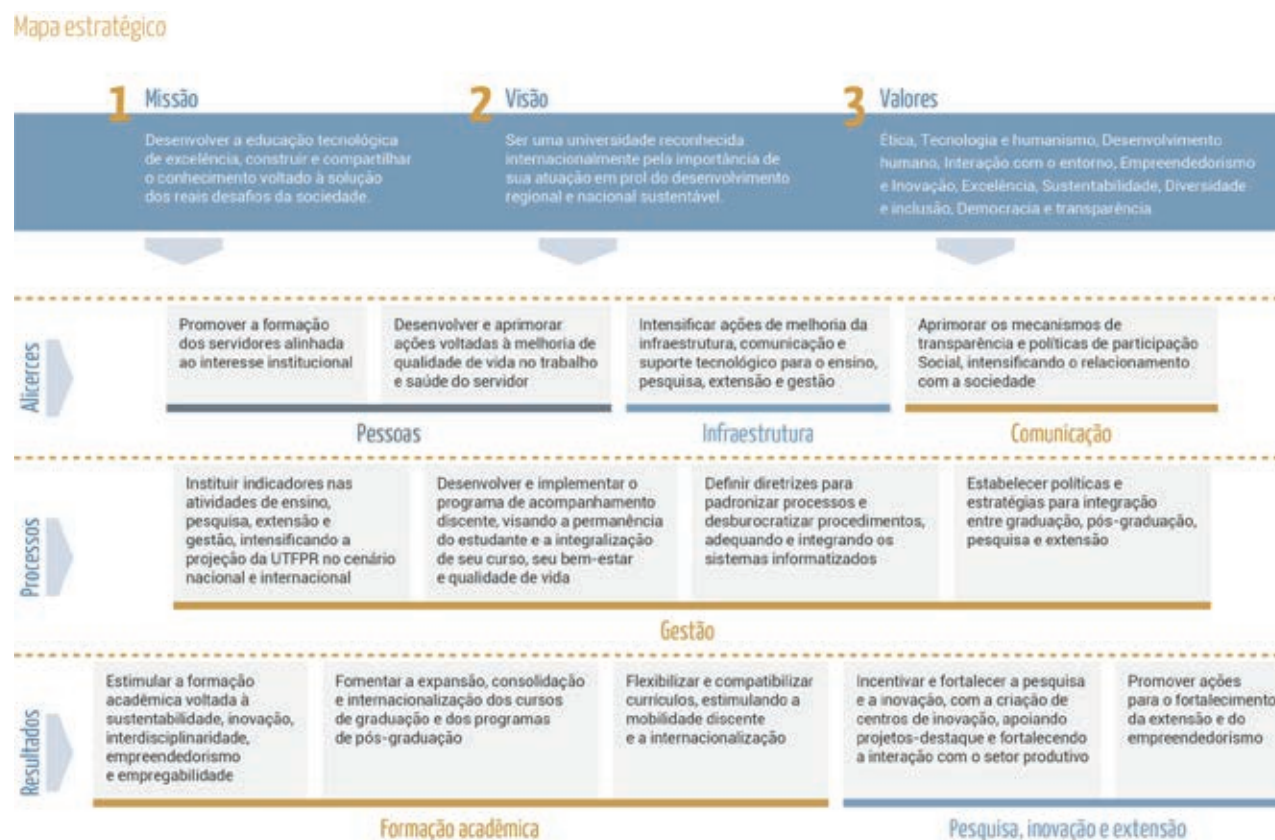 Mapa estratégico
1 Missão
Desenvolver a educação tecnológica
de excelência, construir e compartilhar
o conhecimento voltado à solução
dos reais desafios da sociedade.
2 Visão
Ser uma universidade reconhecida
internacionalmente pela importância de
sua atuação em prol do desenvolvimento
regional e nacional sustentável.
3 Valores
Ética, Tecnologia e humanismo, Desenvolvimento
humano, Interação com o entorno, Empreendedorismo
e Inovação, Excelência, Sustentabilidade, Diversidade
e inclusão, Democracia e transparência
Alicerces
Promover a formação
dos servidores alinhada
ao interesse institucional
Desenvolver e aprimorar
ações voltadas à melhoria de
qualidade de vida no trabalho
e saúde do servidor
Pessoas
Intensificar ações de melhoria da
infraestrutura, comunicação e
suporte tecnológico para o ensino,
pesquisa, extensão e gestão
Infraestrutura
Aprimorar os mecanismos de
transparência e políticas de participação
Social, intensificando o relacionamento
com a sociedade
Comunicação
Processos
Instituir indicadores nas
atividades de ensino,
pesquisa, extensão e
gestão, intensificando a
projeção da UTFPR no cenário
nacional e internacional
Desenvolver e implementar o
programa de acompanhamento
discente, visando a permanência
do estudante e a integralização
de seu curso, seu bem-estar
e qualidade de vida
Definir diretrizes para
padronizar processos e
desburocratizar procedimentos,
adequando e integrando os
sistemas informatizados
Estabelecer políticas e
estratégias para integração
entre graduação, pós-graduação,
pesquisa e extensão
Gestão
Resultados
Estimular a formação
acadêmica voltada à
sustentabilidade, inovação,
interdisciplinaridade,
empreendedorismo
e empregabilidade
Fomentar a expansão, consolidação
e internacionalização dos cursos
de graduação e dos programas
de pós-graduação
Flexibilizar e compatibilizar
currículos, estimulando a
mobilidade discente
e a internacionalização
Formação acadêmica
Incentivar e fortalecer a pesquisa
e a inovação, com a criação de
centros de inovação, apoiando
projetos-destaque e fortalecendo
a interação com o setor produtivo
Promover ações
para o fortalecimento
da extensão e do
empreendedorismo
Pesquisa, inovação e extensão